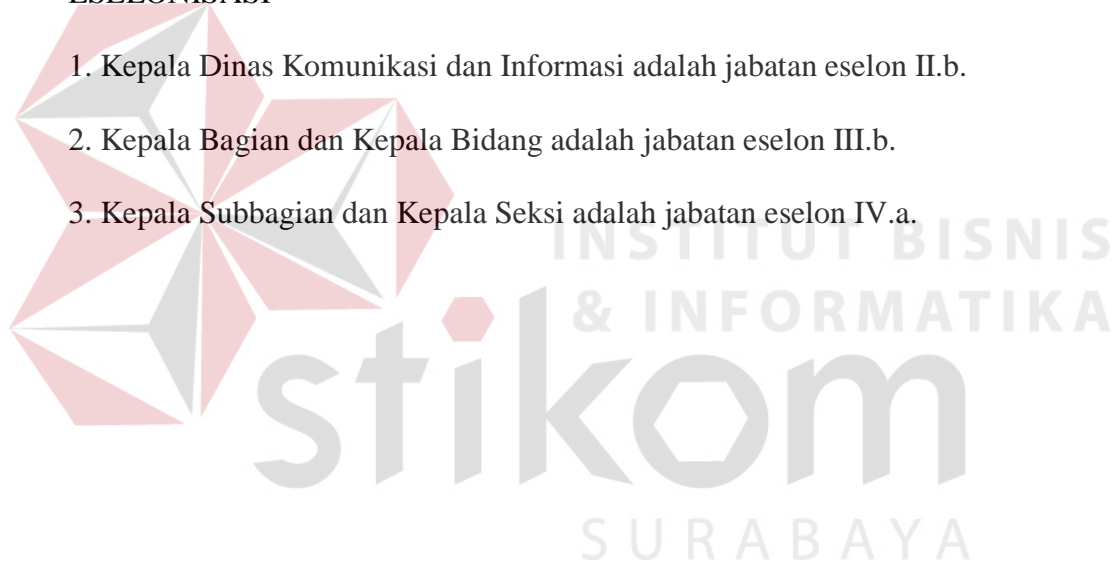 ESELONISASI
1. Kepala Dinas Komunikasi dan Informasi adalah jabatan eselon II.b.
2. Kepala Bagian dan Kepala Bidang adalah jabatan eselon III.b.
3. Kepala Subbagian dan Kepala Seksi adalah jabatan eselon IV.a.
INSTITUT BISNIS
& INFORMATIKA
stikom
SURABAYA